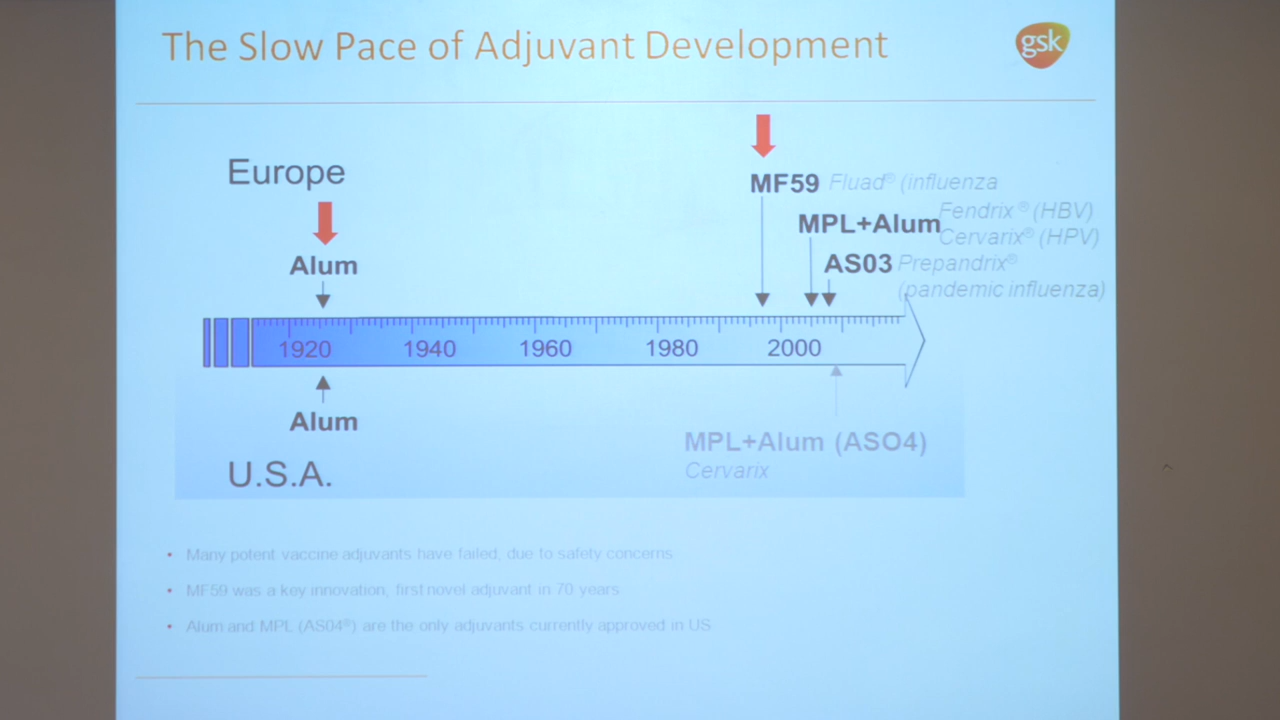 The Slow Pace of Adjuvant Development
gsk
Europe
Alum
MF59 Fluad® (influenza
MPL+Alum Fendrix ® (HBV)
Cervarix® (HPV)
AS03 Prepandrix®
(pandemic influenza)
1920 1940 1960 1980 2000
Alum
U.S.A.
MPL+Alum (ASO4)
Cervarix
• Many potent vaccine adjuvants have failed, due to safety concerns
• MF59 was a key innovation, first novel adjuvant in 70 years
• Alum and MPL (AS04®) are the only adjuvants currently approved in US